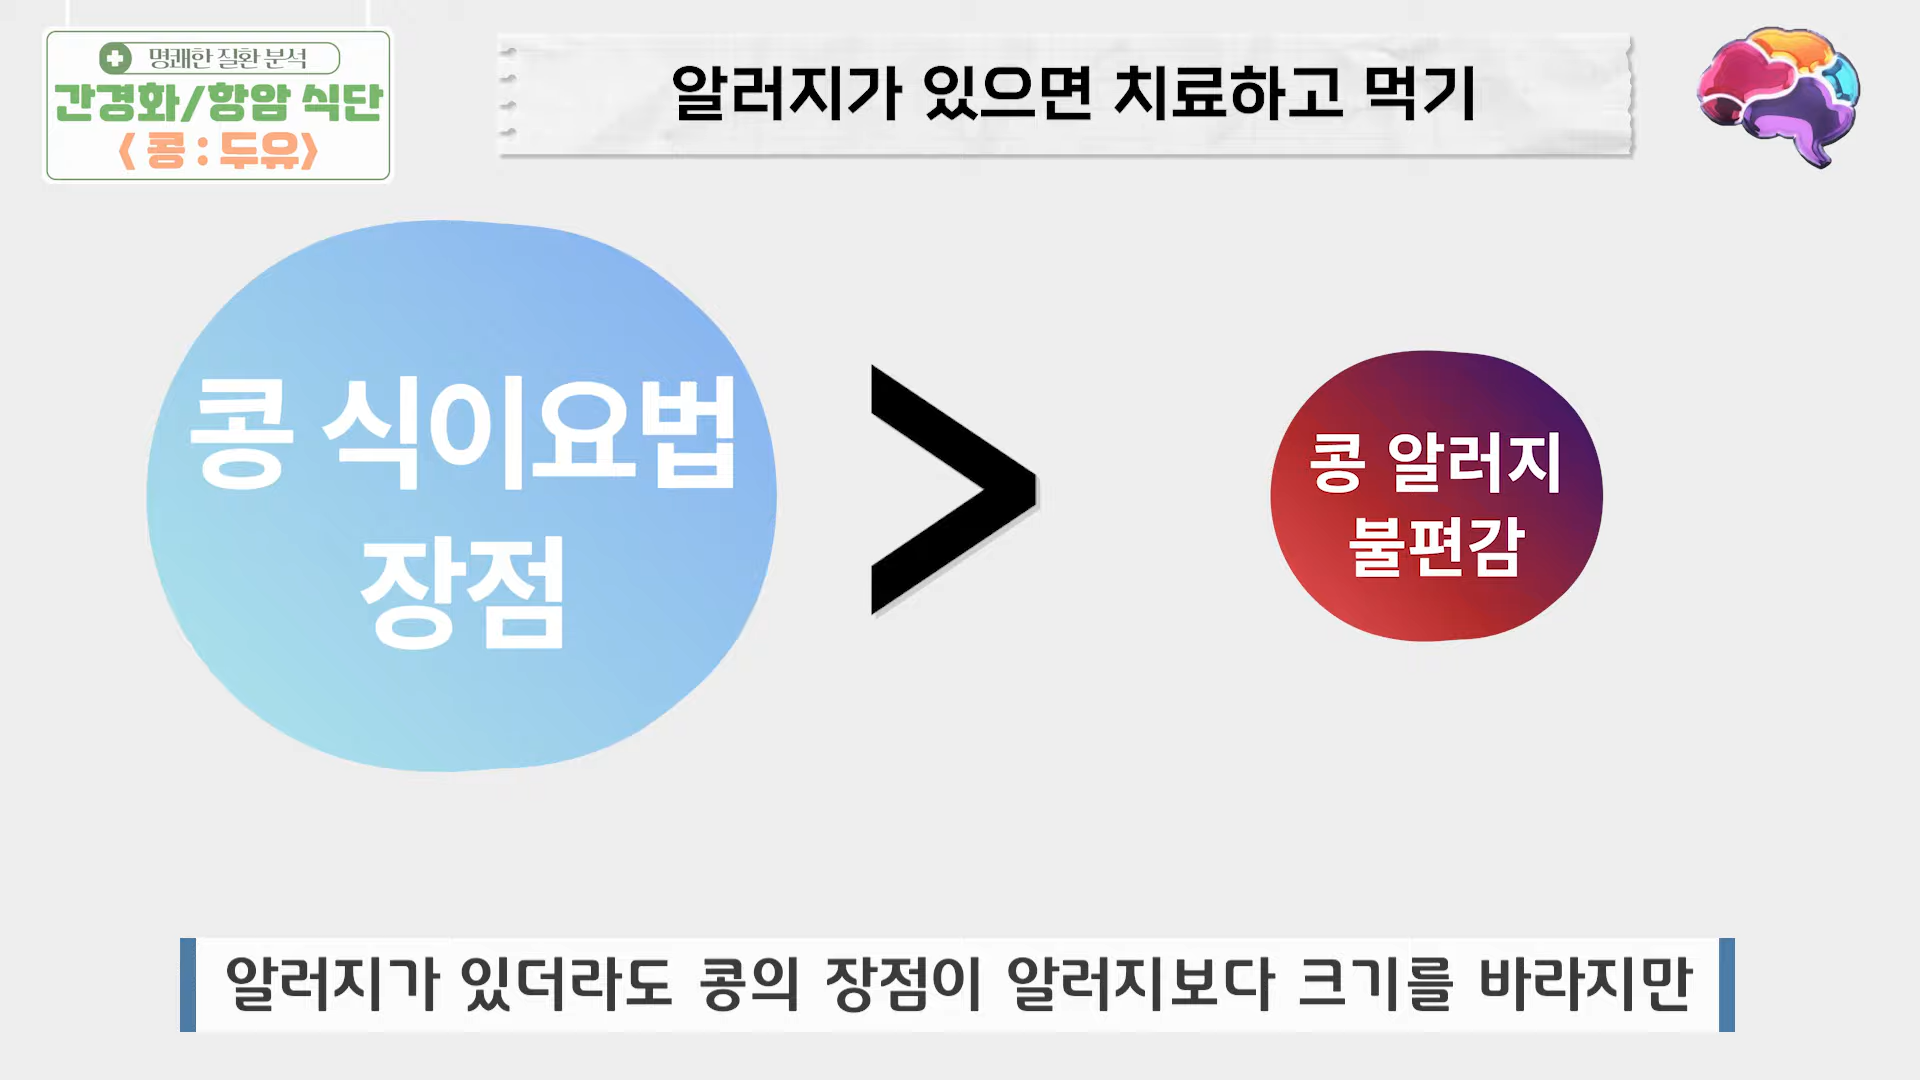 명쾌한 질환 분석
간경화/항암 식단
< 콩 : 두유>
알러지가 있으면 치료하고 먹기
콩 식이요법
장점
>
콩 알러지
불편감
알러지가 있더라도 콩의 장점이 알러지보다 크기를 바라지만